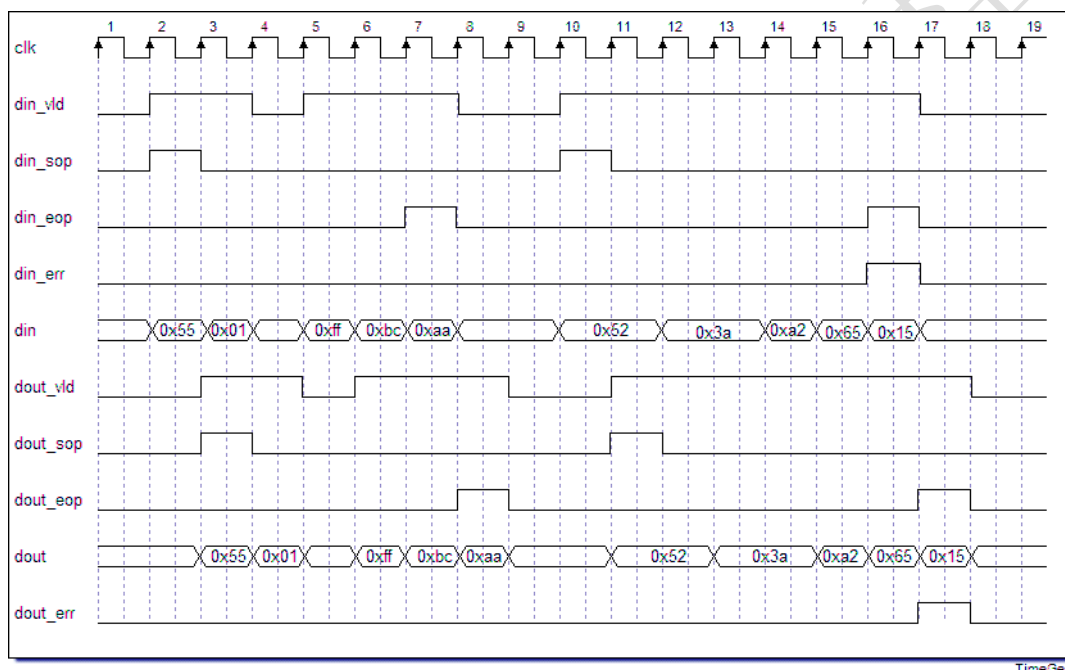 1 2 3 4 5 6 7 8 9 10 11 12 13 14 15 16 17 18 19
clk
din_vld
din_sop
din_eop
din_err
din 0x55 0x01 0xff 0xbc 0xaa 0x52 0x3a 0xa2 0x65 0x15
dout_vld
dout_sop
dout_eop
dout 0x55 0x01 0xff 0xbc 0xaa 0x52 0x3a 0xa2 0x65 0x15
dout_err
TimeGe